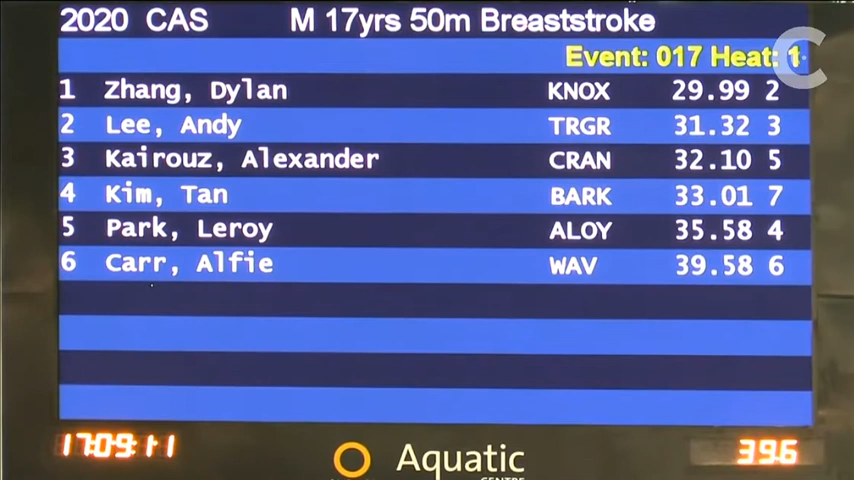 2020 CAS M 17yrs 50m Breaststroke
Event: 017 Heat: 1
1 Zhang, Dylan KNOX 29.99 2
2 Lee, Andy TRGR 31.32 3
3 Kairouz, Alexander CRAN 32.10 5
4 Kim, Tan BARK 33.01 7
5 Park, Leroy ALOY 35.58 4
6 Carr, Alfie WAV 39.58 6
17:09:11 Aquatic 39.6
CENTRE